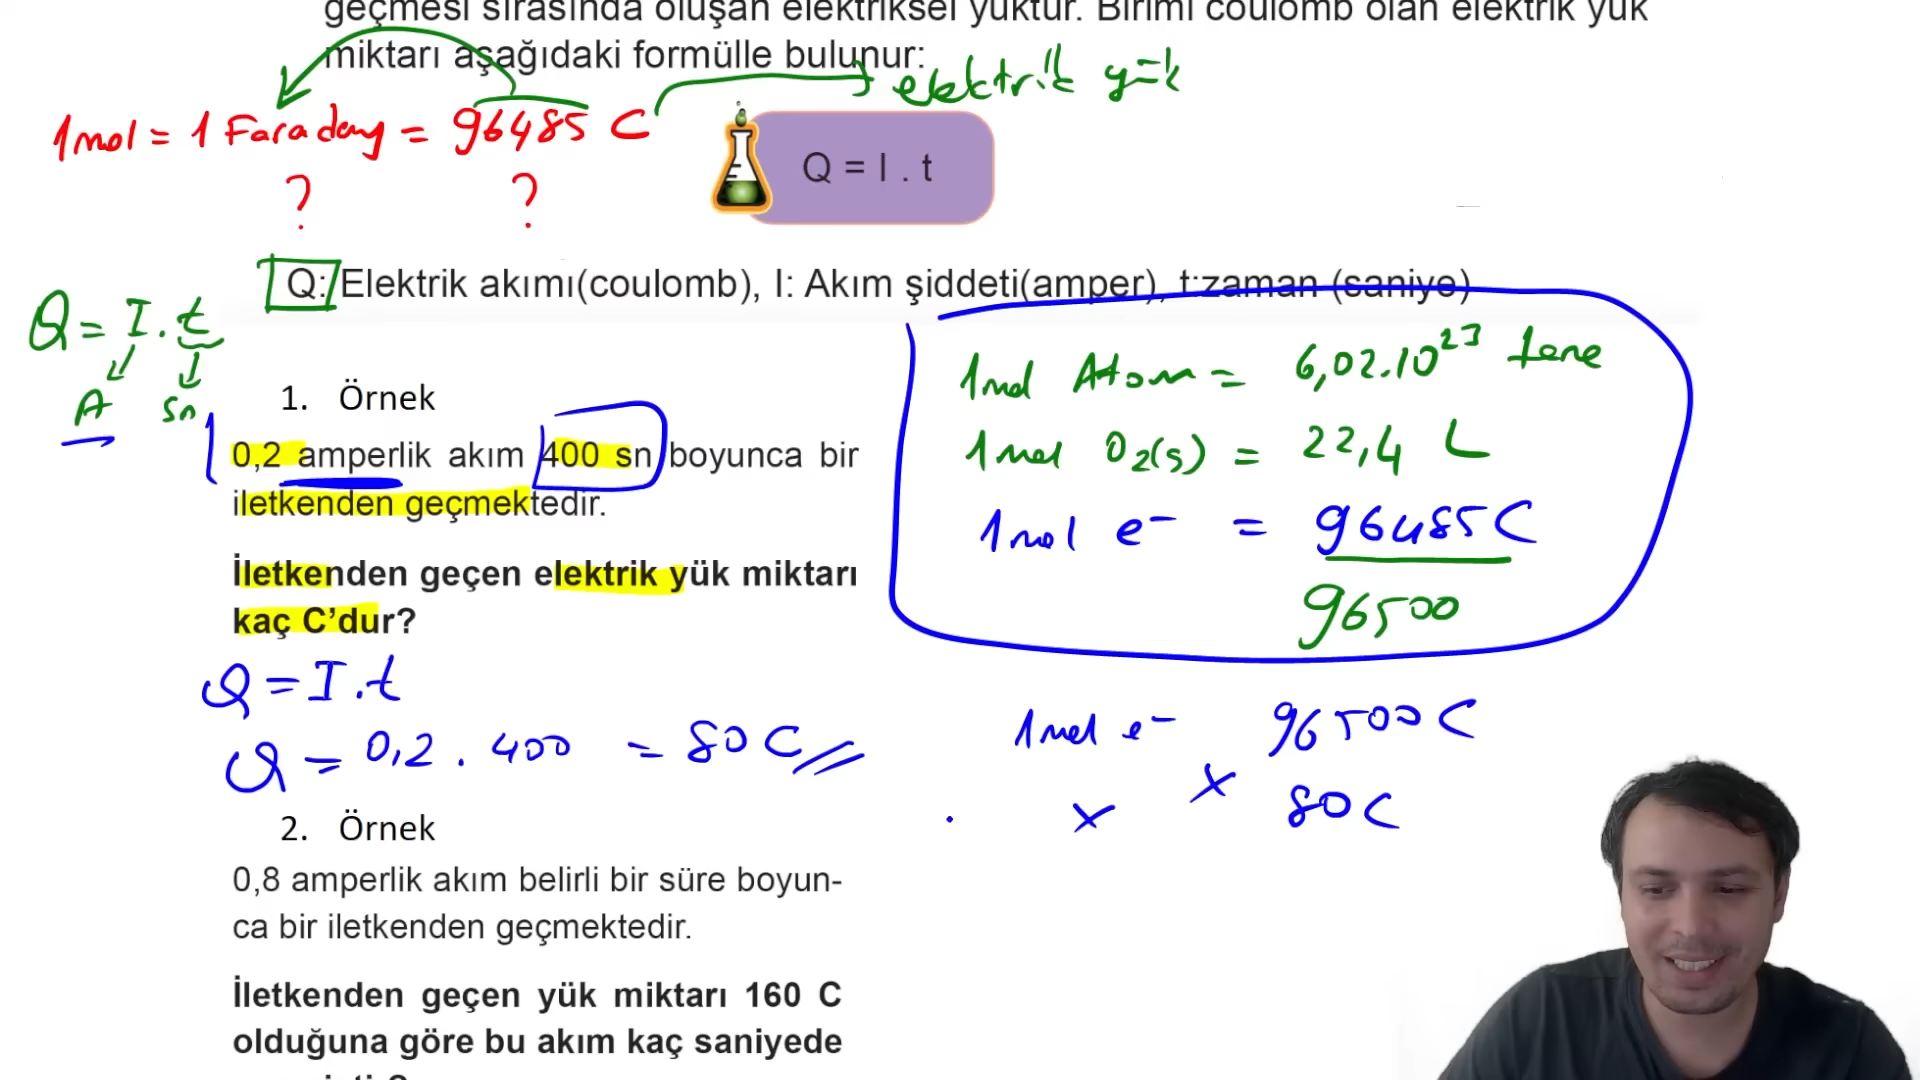 geçmesi sırasında oluşan elektriksel yüktür. Birimi coulomb olan elektrik yük
miktarı aşağıdaki formülle bulunur:
elektrik yük
1 mol = 1 Faraday = 96485 C
? ?
Q = I . t
Q: Elektrik akımı(coulomb), I: Akım şiddeti(amper), t:zaman (saniye)
Q = I . t
A sn
1 mol Atom = 6,02.10²³ tane
1 mol O₂(s) = 22,4 L
1 mol e⁻ = 96485C
96500
1. Örnek
0,2 amperlik akım 400 sn boyunca bir
iletkenden geçmektedir.
İletkenden geçen elektrik yük miktarı
kaç C’dur?
Q = I.t
Q = 0,2 . 400 = 80 C
1 mol e⁻ 96500 C
x x 80 C
2. Örnek
0,8 amperlik akım belirli bir süre boyun-
ca bir iletkenden geçmektedir.
İletkenden geçen yük miktarı 160 C
olduğuna göre bu akım kaç saniyede